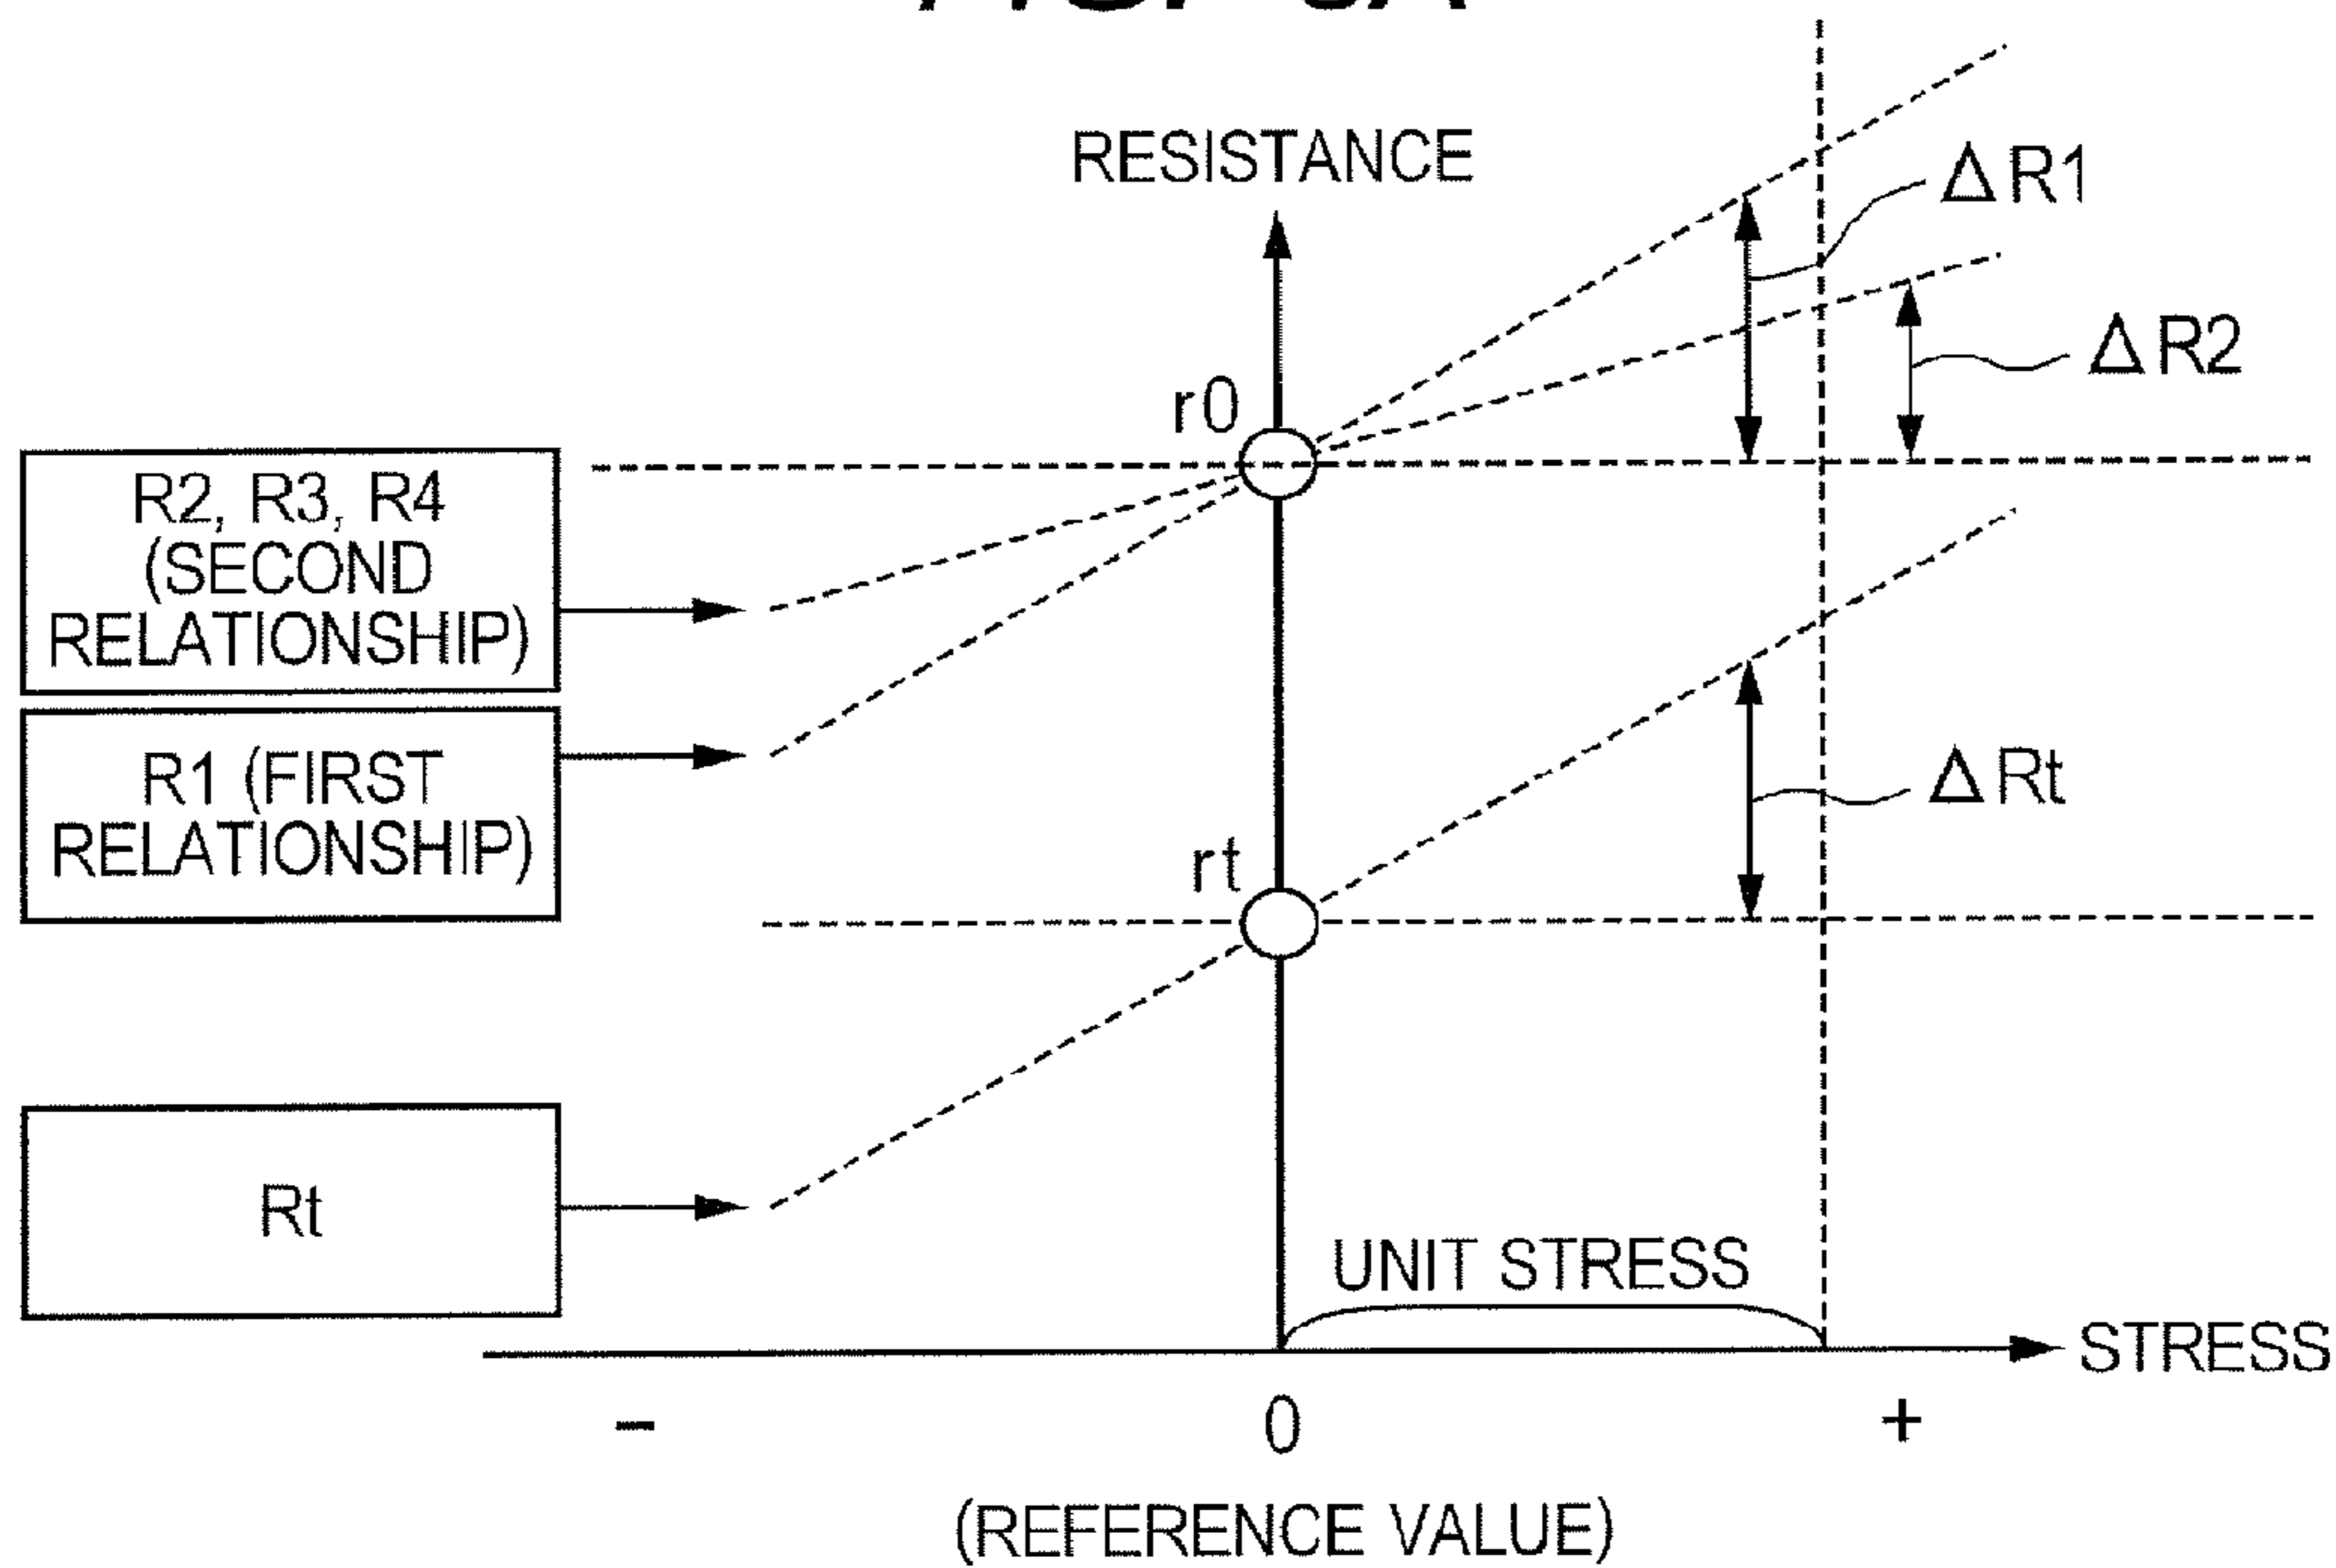 RESISTANCE
ΔR1
ΔR2
r0
R2, R3, R4
(SECOND
RELATIONSHIP)
R1 (FIRST
RELATIONSHIP)
ΔRt
rt
Rt
UNIT STRESS
STRESS
− 0 +
(REFERENCE VALUE)